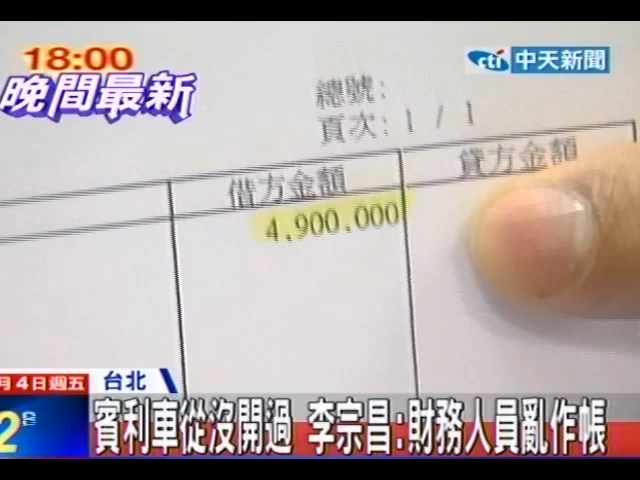 18:00
晚間最新
cti 中天新聞
總號:
頁次: 1 / 1
借方金額
貸方金額
4,900,000
月4日週五
台北
賓利車從沒開過 李宗昌:財務人員亂作帳